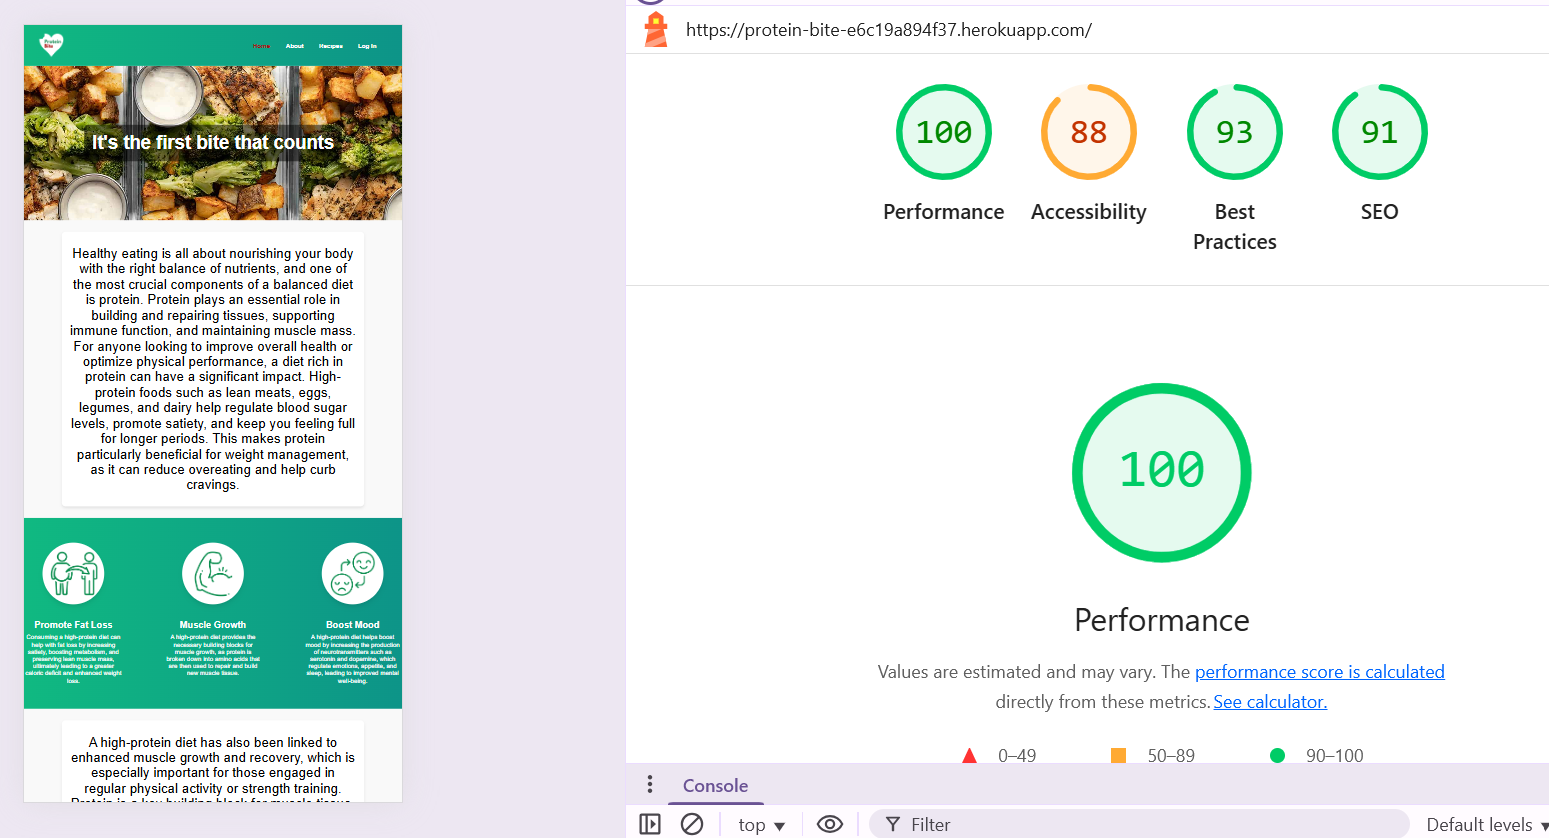 Protein
Bite
Home About Recipes Log In
It's the first bite that counts
Healthy eating is all about nourishing your body
with the right balance of nutrients, and one of
the most crucial components of a balanced diet
is protein. Protein plays an essential role in
building and repairing tissues, supporting
immune function, and maintaining muscle mass.
For anyone looking to improve overall health or
optimize physical performance, a diet rich in
protein can have a significant impact. High-
protein foods such as lean meats, eggs,
legumes, and dairy help regulate blood sugar
levels, promote satiety, and keep you feeling full
for longer periods. This makes protein
particularly beneficial for weight management,
as it can reduce overeating and help curb
cravings.
Promote Fat Loss
Consuming a high-protein diet can
help with fat loss by increasing
satiety, boosting metabolism, and
preserving lean muscle mass,
ultimately leading to a greater
caloric deficit and enhanced weight
loss.
Muscle Growth
A high-protein diet provides the
necessary building blocks for
muscle growth, as protein is
broken down into amino acids that
are then used to repair and build
new muscle tissue.
Boost Mood
A high-protein diet helps boost
mood by increasing the production
of neurotransmitters such as
serotonin and dopamine, which
regulate emotions, appetite, and
sleep, leading to improved mental
well-being.
A high-protein diet has also been linked to
enhanced muscle growth and recovery, which is
especially important for those engaged in
regular physical activity or strength training.
Protein is a key building block for muscle tissue,
https://protein-bite-e6c19a894f37.herokuapp.com/
100 88 93 91
Performance Accessibility Best Practices SEO
100
Performance
Values are estimated and may vary. The performance score is calculated
directly from these metrics. See calculator.
0–49 50–89 90–100
Console
top Filter Default levels